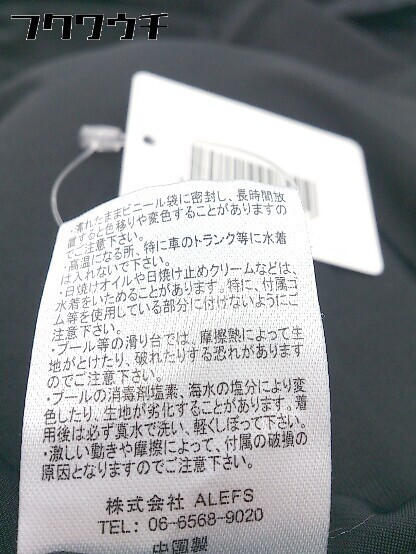 フクワウチ
・濡れたままビニール袋に密封し、長時間放
置すると色移りや変色することがありますの
でご注意下さい。
・高温になる所、特に車のトランク等に水着
は入れないで下さい。
・日焼けオイルや日焼け止めクリームなどは、
水着をいためることがあります。特に、付属ゴ
ム等を使用している部分に付けないようにご
注意下さい。
・プール等の滑り台では、摩擦熱によって生
地がとけたり、破れたりする恐れがあります
のでご注意下さい。
・プールの消毒剤塩素、海水の塩分により変
色したり、生地が劣化することがあります。着
用後は必ず真水で洗い、軽くしぼって下さい。
・激しい動きや摩擦によって、付属の破損の
原因となりますのでご注意下さい。
株式会社 ALEFS
TEL: 06-6568-9020
中国製